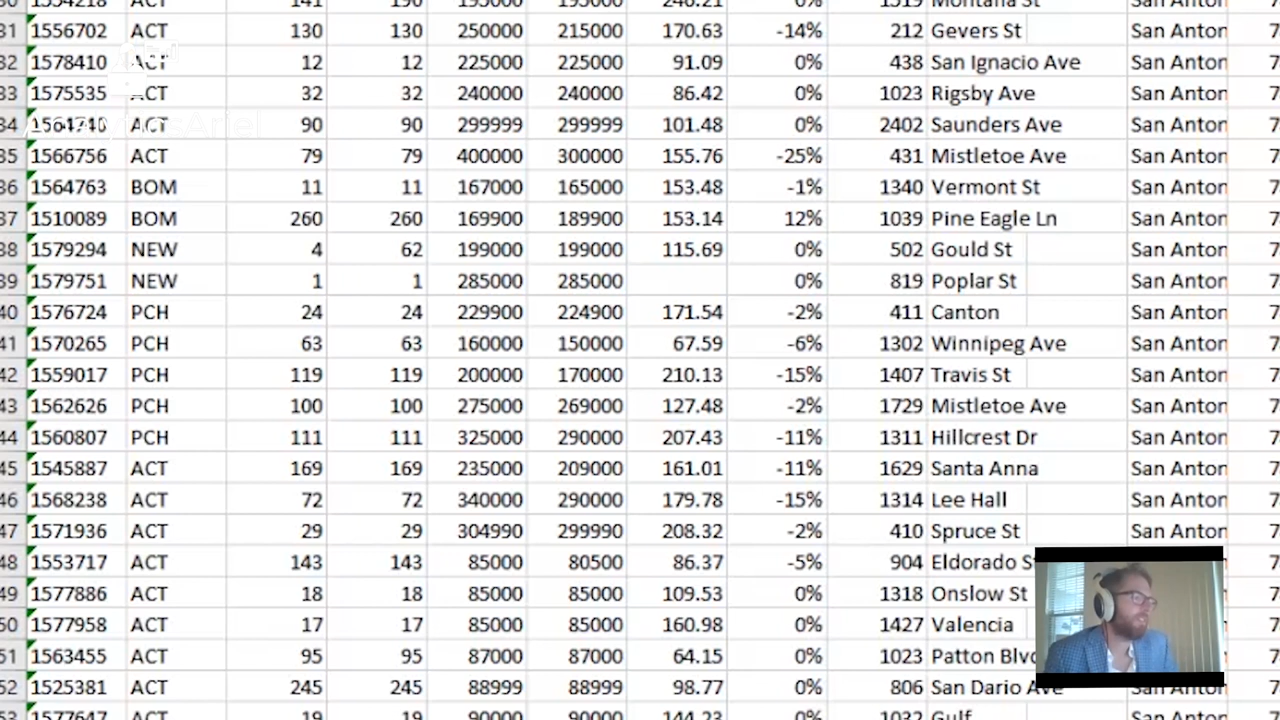 1556702 ACT 130 130 250000 215000 170.63 -14% 212 Gevers St San Anton
1578410 ACT 12 12 225000 225000 91.09 0% 438 San Ignacio Ave San Anton
1575535 ACT 32 32 240000 240000 86.42 0% 1023 Rigsby Ave San Anton
ACT 90 90 299999 299999 101.48 0% 2402 Saunders Ave San Anton
35 1566756 ACT 79 79 400000 300000 155.76 -25% 431 Mistletoe Ave San Anton
36 1564763 BOM 11 11 167000 165000 153.48 -1% 1340 Vermont St San Anton
37 1510089 BOM 260 260 169900 189900 153.14 12% 1039 Pine Eagle Ln San Anton
38 1579294 NEW 4 62 199000 199000 115.69 0% 502 Gould St San Anton
39 1579751 NEW 1 1 285000 285000 0% 819 Poplar St San Anton
40 1576724 PCH 24 24 229900 224900 171.54 -2% 411 Canton San Anton
41 1570265 PCH 63 63 160000 150000 67.59 -6% 1302 Winnipeg Ave San Anton
42 1559017 PCH 119 119 200000 170000 210.13 -15% 1407 Travis St San Anton
43 1562626 PCH 100 100 275000 269000 127.48 -2% 1729 Mistletoe Ave San Anton
44 1560807 PCH 111 111 325000 290000 207.43 -11% 1311 Hillcrest Dr San Anton
45 1545887 ACT 169 169 235000 209000 161.01 -11% 1629 Santa Anna San Anton
46 1568238 ACT 72 72 340000 290000 179.78 -15% 1314 Lee Hall San Anton
47 1571936 ACT 29 29 304990 299990 208.32 -2% 410 Spruce St San Anton
48 1553717 ACT 143 143 85000 80500 86.37 -5% 904 Eldorado
49 1577886 ACT 18 18 85000 85000 109.53 0% 1318 Onslow St
50 1577958 ACT 17 17 85000 85000 160.98 0% 1427 Valencia
51 1563455 ACT 95 95 87000 87000 64.15 0% 1023 Patton
52 1525381 ACT 245 245 88999 88999 98.77 0% 806 San Dario Ave San Anton